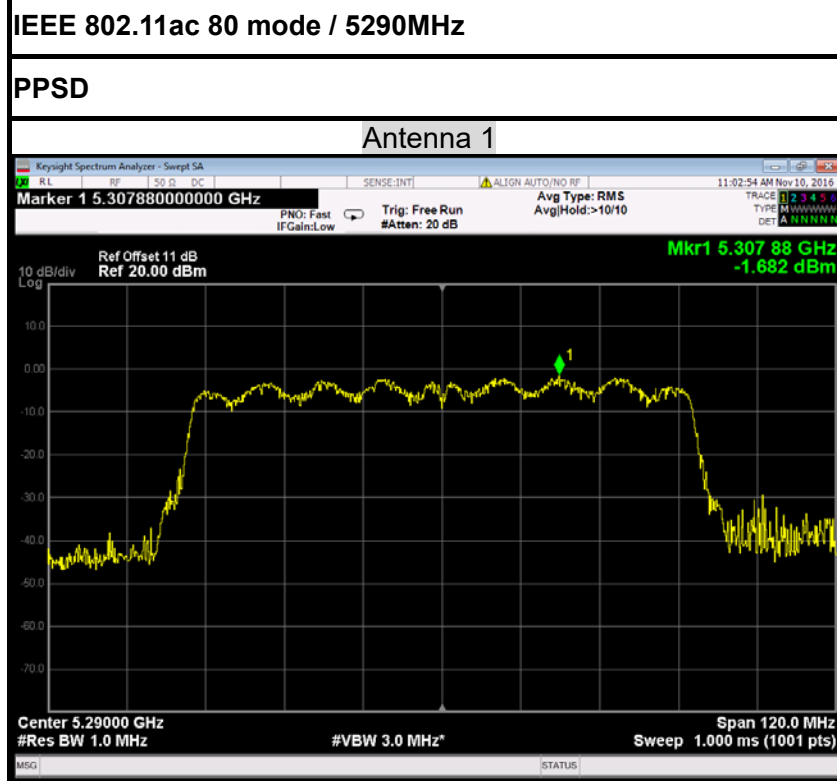 IEEE 802.11ac 80 mode / 5290MHz
PPSD
Antenna 1
Keysight Spectrum Analyzer - Swept SA
RL RF 50 Ω DC SENSE:INT ALIGN AUTO/NO RF 11:02:54 AM Nov 10, 2016
Marker 1 5.307880000000 GHz
PNO: Fast
IFGain:Low
Trig: Free Run
#Atten: 20 dB
Avg Type: RMS
Avg|Hold:>10/10
TRACE 1 2 3 4 5 6
TYPE M WWWWW
DET A N N N N N
Ref Offset 11 dB
Ref 20.00 dBm
10 dB/div
Log
Mkr1 5.307 88 GHz
-1.682 dBm
1
10.0
0.00
-10.0
-20.0
-30.0
-40.0
-50.0
-60.0
-70.0
Center 5.29000 GHz
Span 120.0 MHz
#Res BW 1.0 MHz
#VBW 3.0 MHz*
Sweep 1.000 ms (1001 pts)
MSG
STATUS